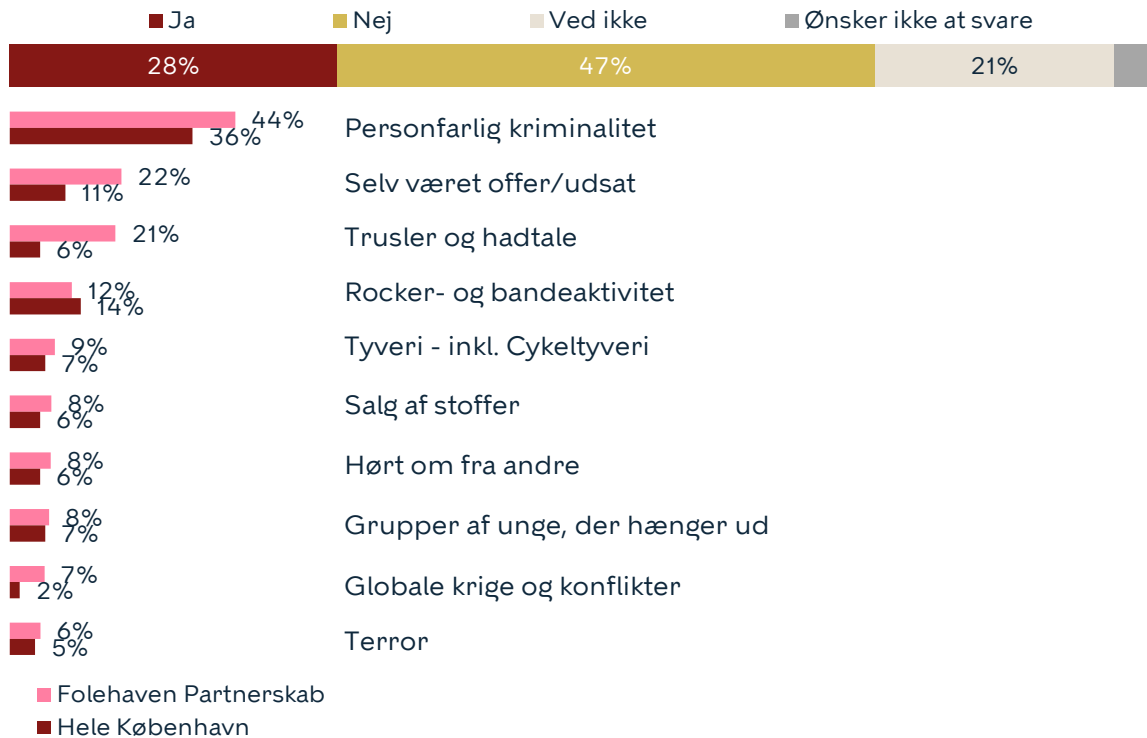 Ja Nej Ved ikke Ønsker ikke at svare
28% 47% 21%
44%
36% Personfarlig kriminalitet
22%
11% Selv været offer/udsat
21%
6% Trusler og hadtale
12%
14% Rocker- og bandeaktivitet
9%
7% Tyveri - inkl. Cykeltyveri
8%
6% Salg af stoffer
8%
6% Hørt om fra andre
8%
7% Grupper af unge, der hænger ud
7%
2% Globale krige og konflikter
6%
5% Terror
Folehaven Partnerskab
Hele København